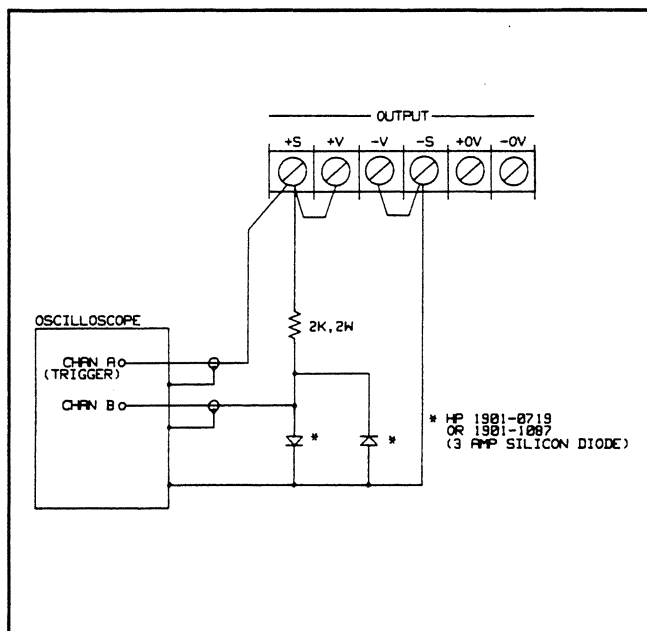 OUTPUT
+S +V -V -S +OV -OV
2K, 2W
OSCILLOSCOPE
CHAN A
(TRIGGER)
CHAN B
* HP 1901-0719
OR 1901-1087
(3 AMP SILICON DIODE)
* *